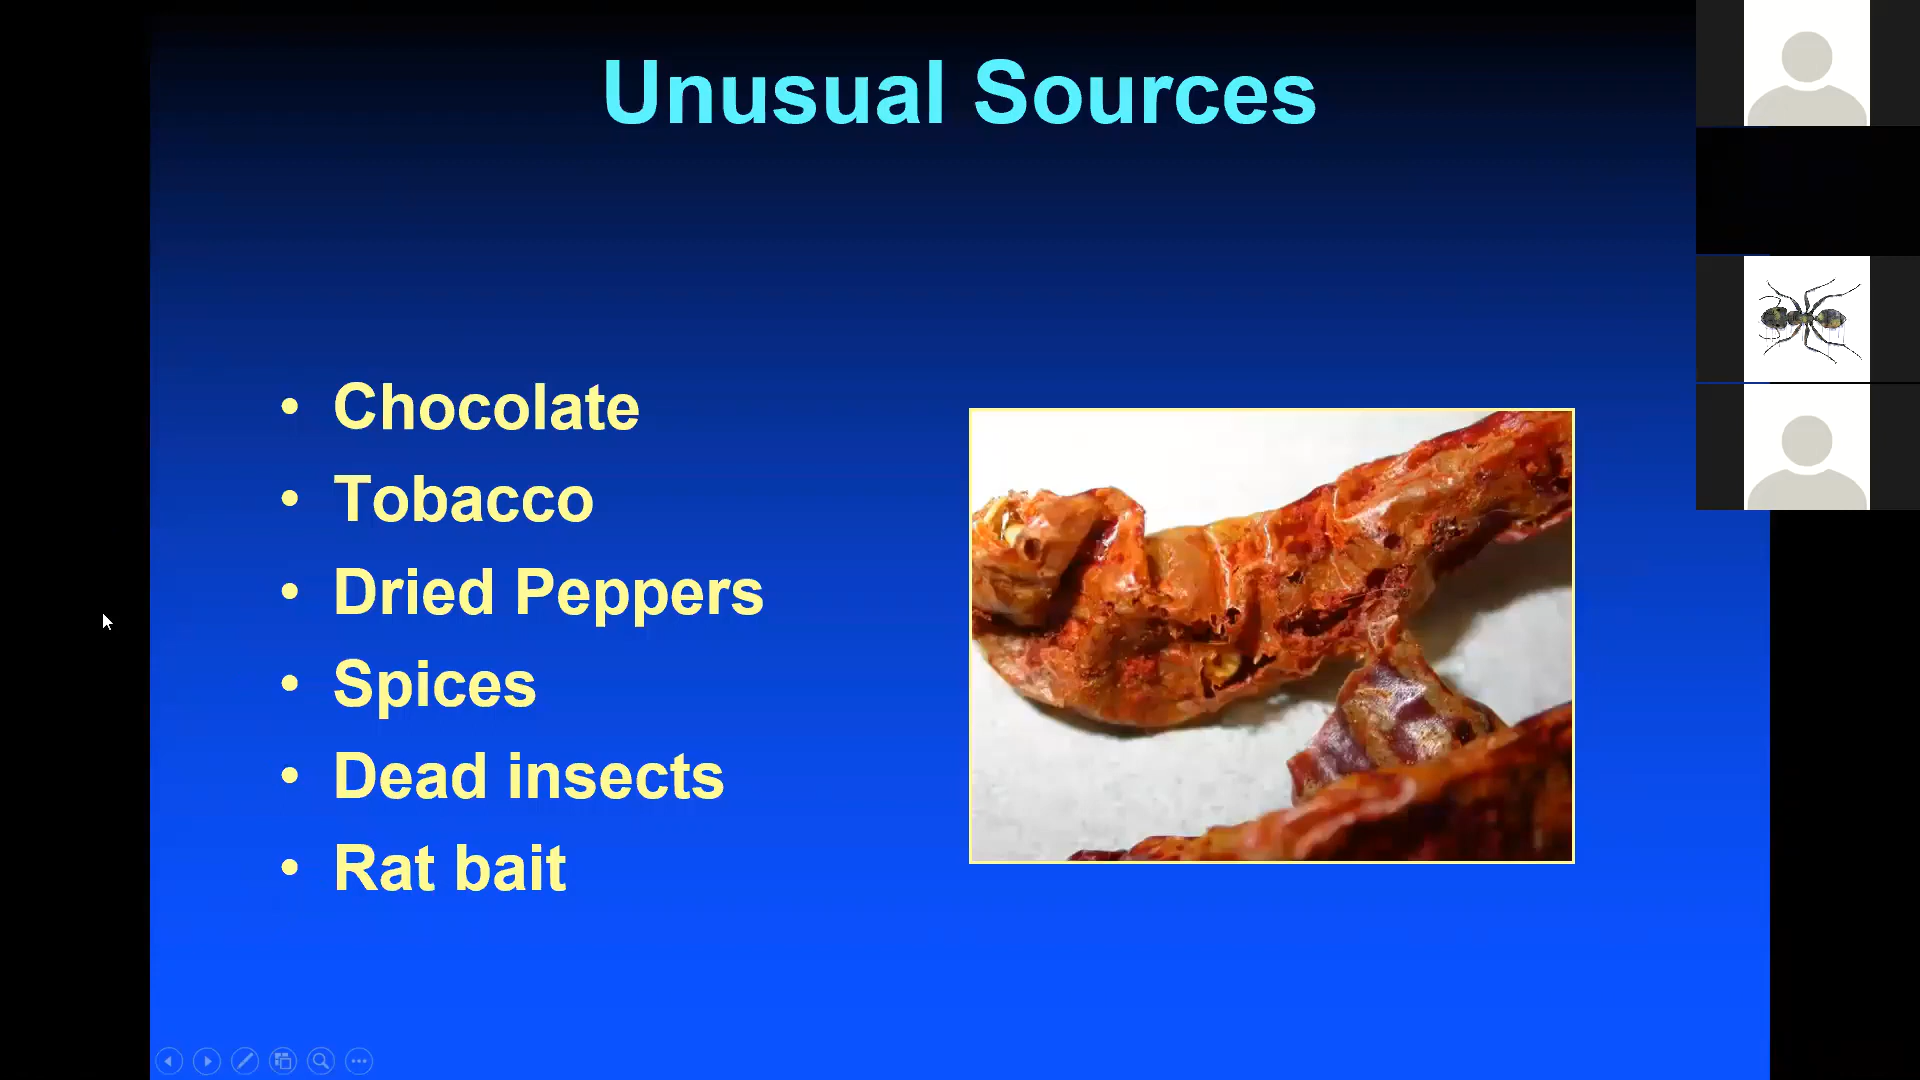 Unusual Sources
• Chocolate
• Tobacco
• Dried Peppers
• Spices
• Dead insects
• Rat bait